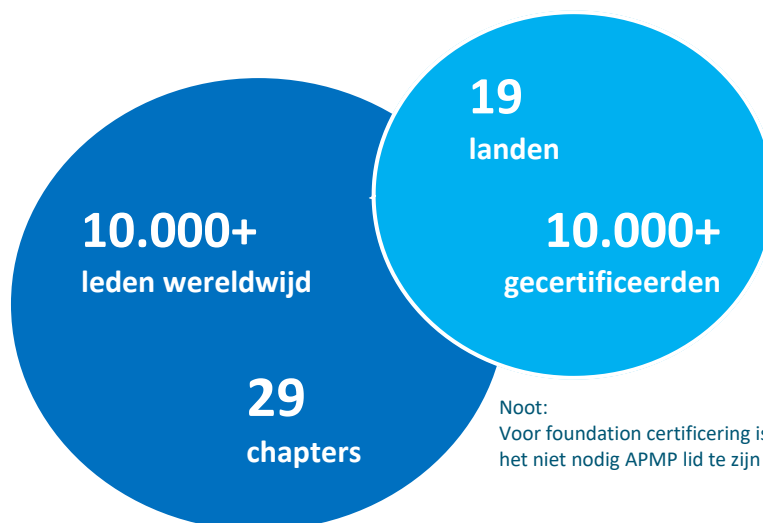 19
landen
10.000+
leden wereldwijd
10.000+
gecertificeerden
29
chapters
Noot:
Voor foundation certificering is
het niet nodig APMP lid te zijn